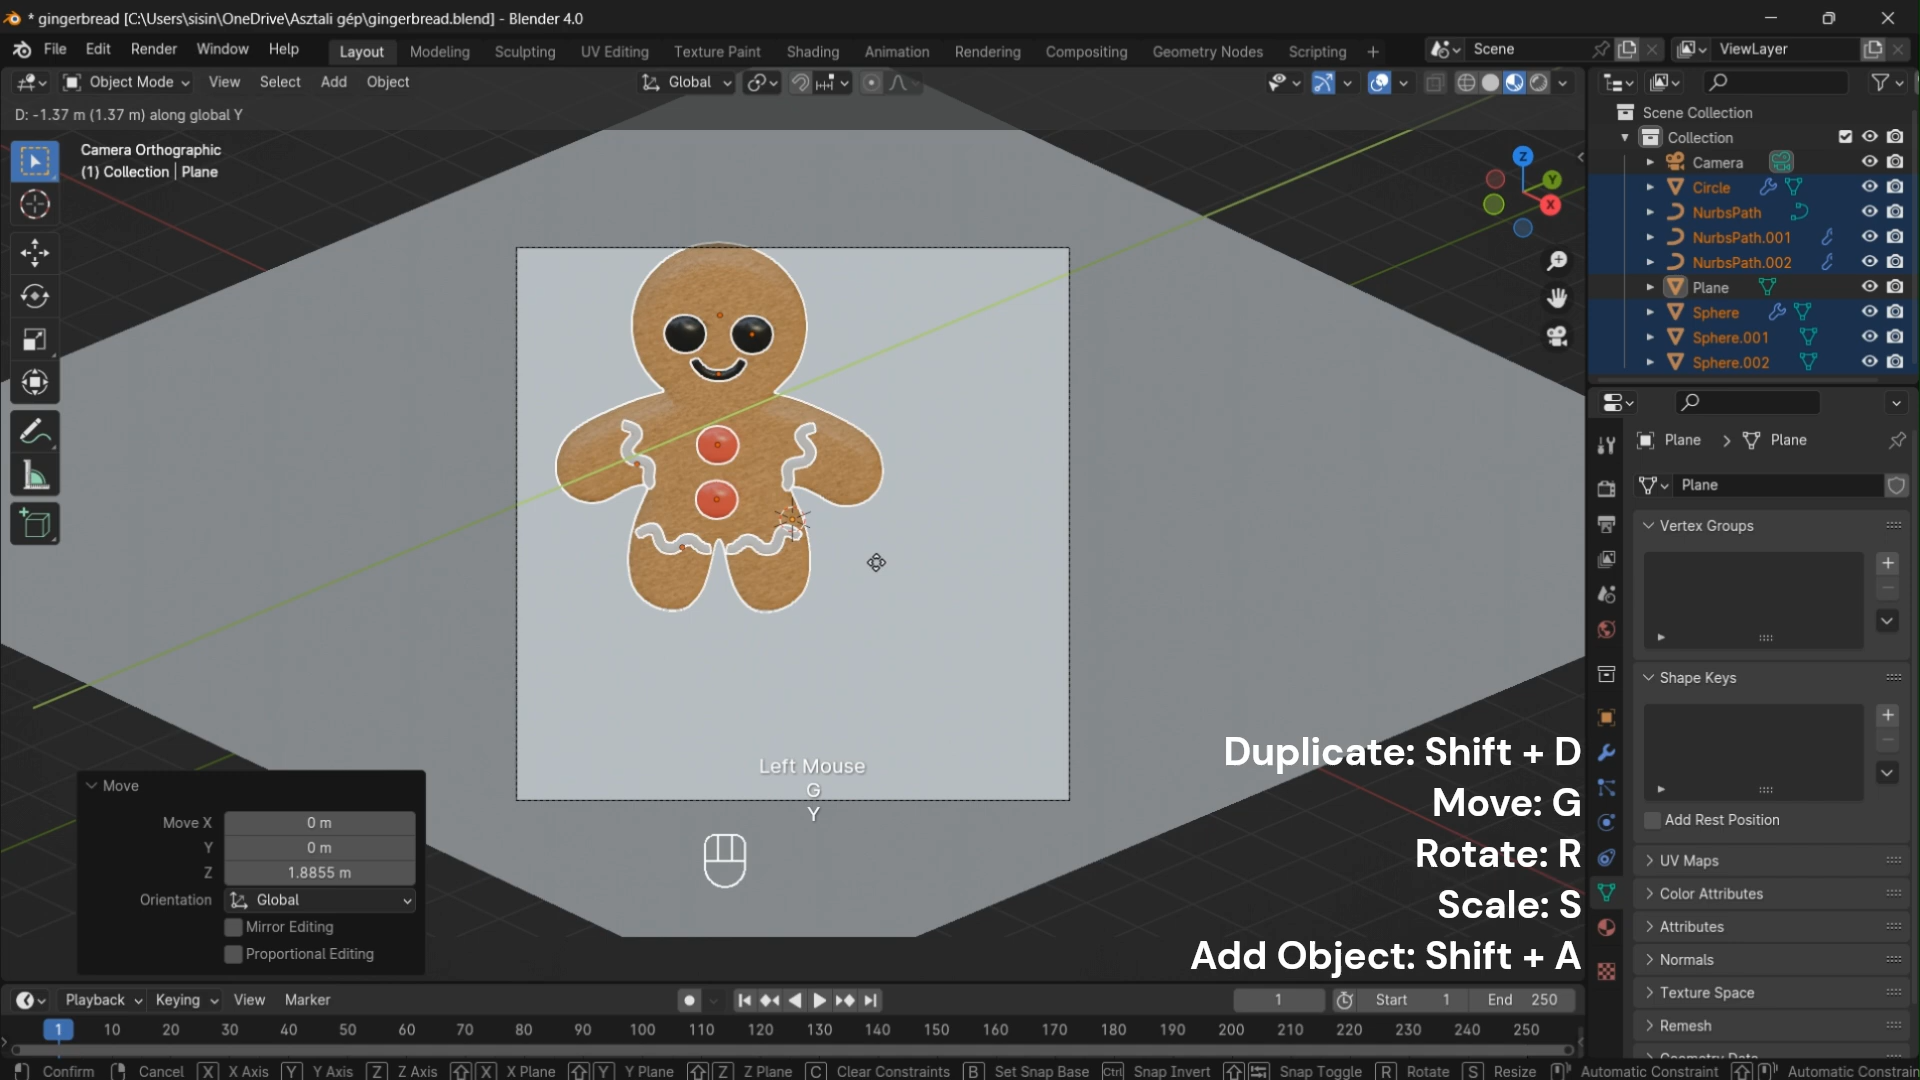 * gingerbread [C:\Users\sisin\OneDrive\Asztali gép\gingerbread.blend] - Blender 4.0
File Edit Render Window Help Layout Modeling Sculpting UV Editing Texture Paint Shading Animation Rendering Compositing Geometry Nodes Scripting + Scene ViewLayer
Object Mode View Select Add Object Global
D: -1.37 m (1.37 m) along global Y
Camera Orthographic
(1) Collection | Plane
Z
Y
X
Scene Collection
Collection
Camera
Circle
NurbsPath
NurbsPath.001
NurbsPath.002
Plane
Sphere
Sphere.001
Sphere.002
Plane > Plane
Plane
Vertex Groups
Shape Keys
Add Rest Position
UV Maps
Color Attributes
Attributes
Normals
Texture Space
Remesh
Left Mouse
G
Y
Duplicate: Shift + D
Move: G
Rotate: R
Scale: S
Add Object: Shift + A
Move
Move X 0 m
Y 0 m
Z 1.8855 m
Orientation Global
Mirror Editing
Proportional Editing
Playback Keying View Marker 1 Start 1 End 250
1 10 20 30 40 50 60 70 80 90 100 110 120 130 140 150 160 170 180 190 200 210 220 230 240 250
Confirm Cancel X X Axis Y Y Axis Z Z Axis X X Plane Y Y Plane Z Z Plane C Clear Constraints B Set Snap Base Ctrl Snap Invert Snap Toggle R Rotate S Resize Automatic Constraint Automatic Constrain